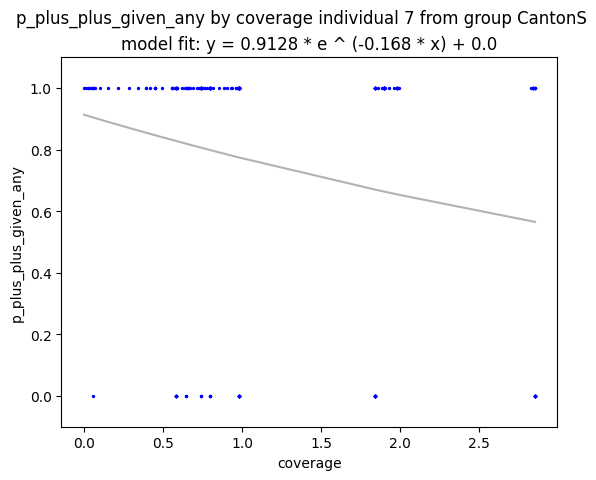 p_plus_plus_given_any by coverage individual 7 from group CantonS
model fit: y = 0.9128 * e ^ (-0.168 * x) + 0.0
p_plus_plus_given_any
1.0
0.8
0.6
0.4
0.2
0.0
0.0 0.5 1.0 1.5 2.0 2.5
coverage